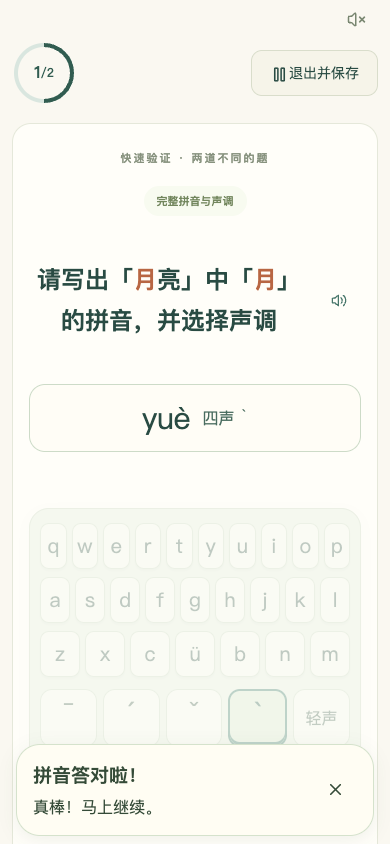 1/2
退出并保存
快速验证 · 两道不同的题
完整拼音与声调
请写出「月亮」中「月」
的拼音，并选择声调
yuè 四声 ˋ
q w e r t y u i o p
a s d f g h j k l
z x c ü b n m
ˉ ˊ ˇ ˋ 轻声
拼音答对啦！
真棒！马上继续。